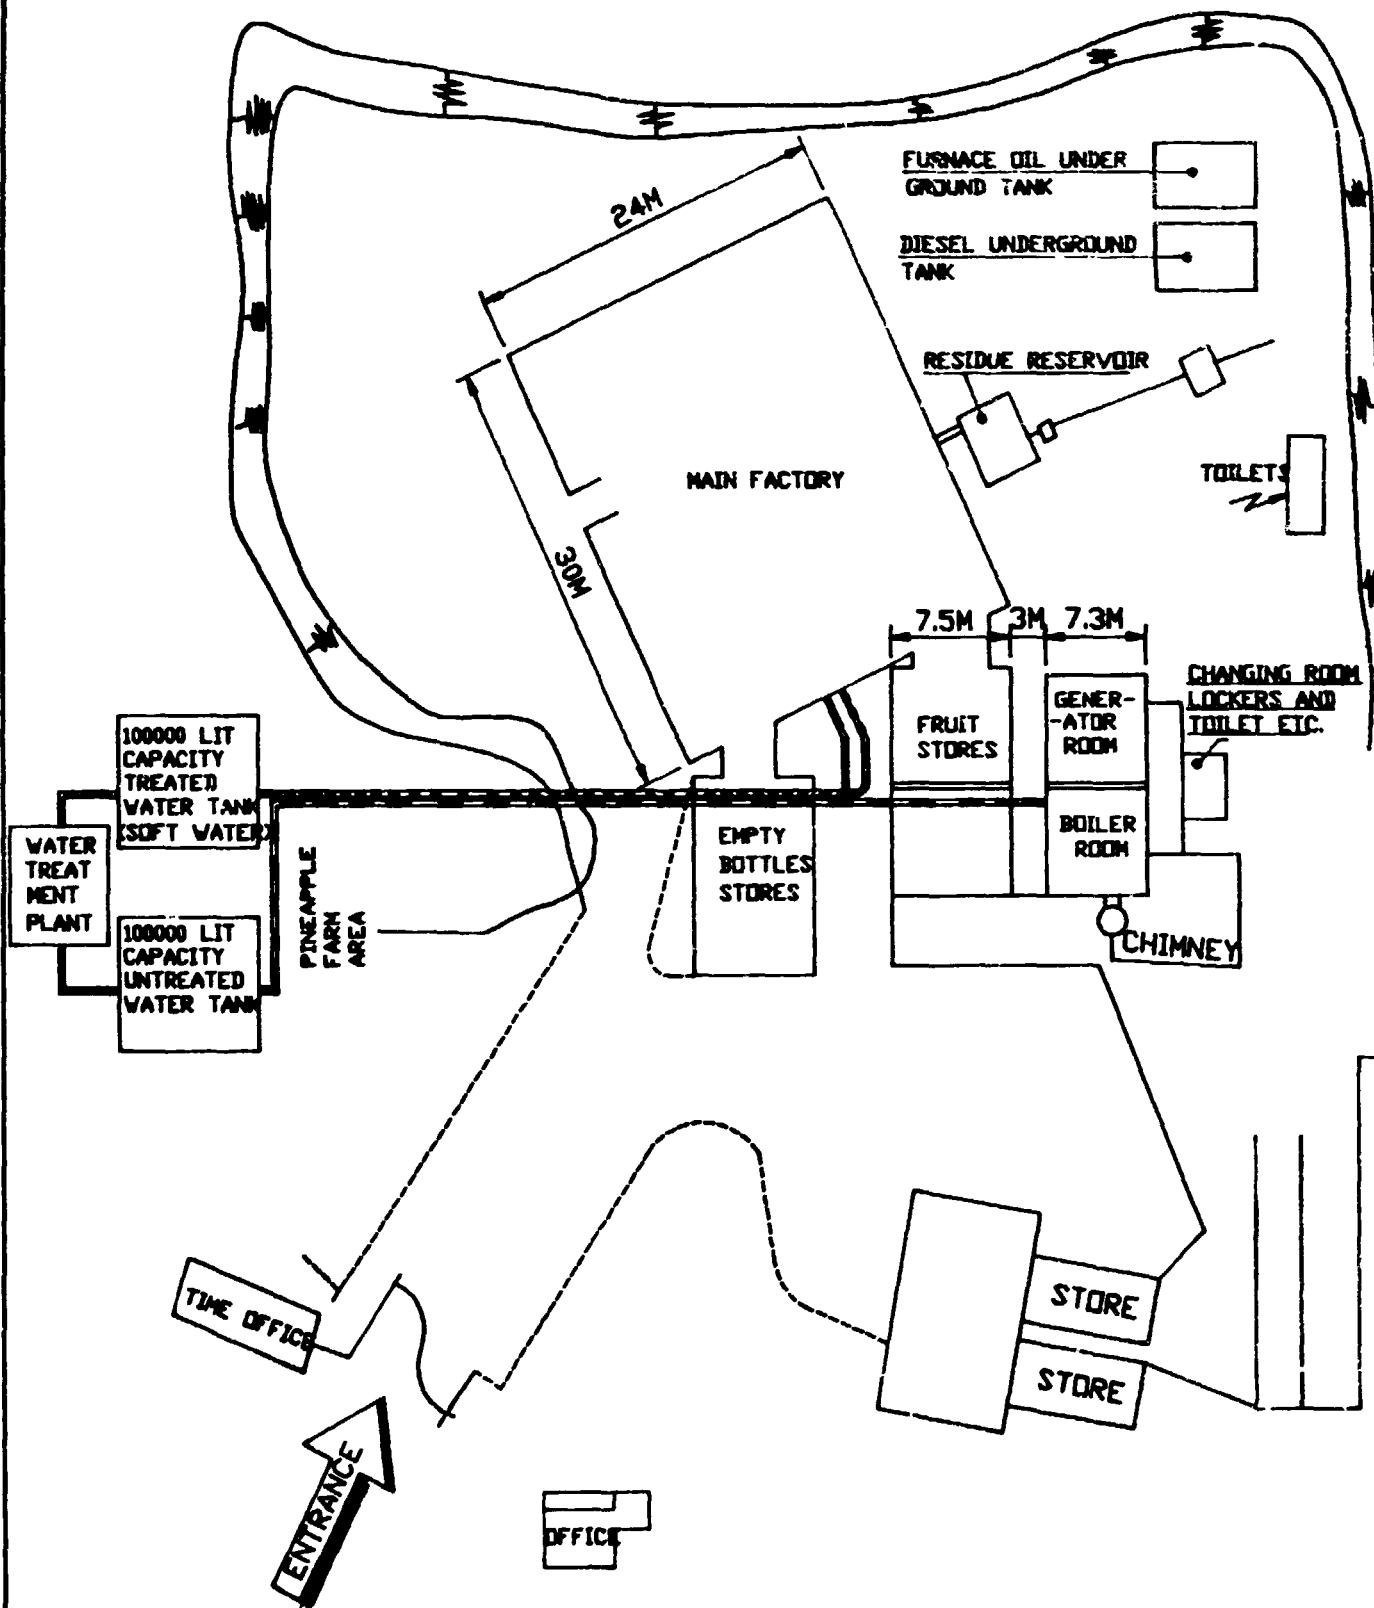 FURNACE OIL UNDER
GROUND TANK
24M
DIESEL UNDERGROUND
TANK
RESIDUE RESERVOIR
MAIN FACTORY
TOILETS
30M
7.5M
3M
7.3M
CHANGING ROOM
LOCKERS AND
TOILET ETC.
GENER-
-ATOR
ROOM
FRUIT
STORES
100000 LIT
CAPACITY
TREATED
WATER TANK
(SOFT WATER)
WATER
TREAT
MENT
PLANT
BOILER
ROOM
EMPTY
BOTTLES
STORES
PINEAPPLE
FARM
AREA
100000 LIT
CAPACITY
UNTREATED
WATER TANK
CHIMNEY
TIME OFFICE
STORE
STORE
ENTRANCE
OFFICE